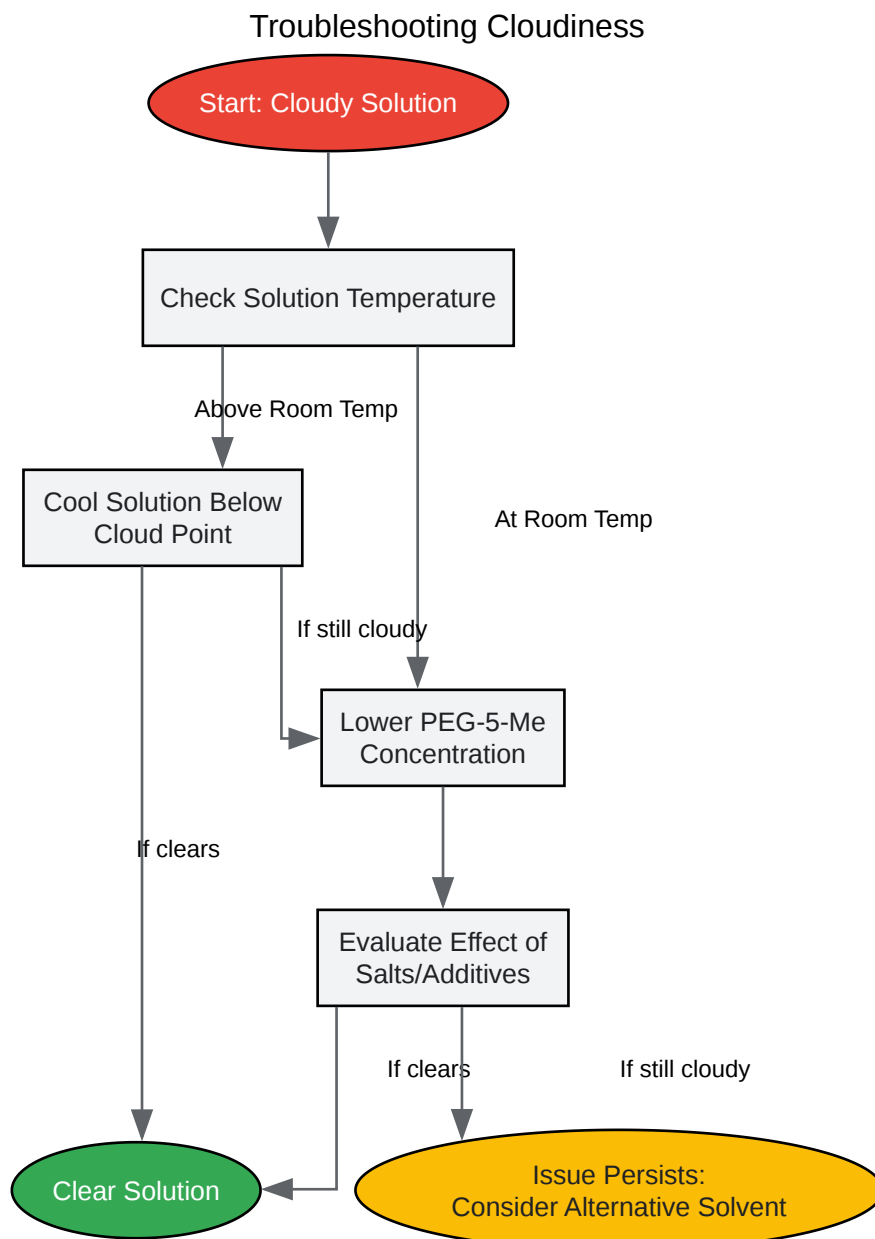 Troubleshooting Cloudiness
Start: Cloudy Solution
Check Solution Temperature
Above Room Temp
Cool Solution Below
Cloud Point
At Room Temp
If still cloudy
Lower PEG-5-Me
Concentration
If clears
Evaluate Effect of
Salts/Additives
If clears
If still cloudy
Clear Solution
Issue Persists:
Consider Alternative Solvent